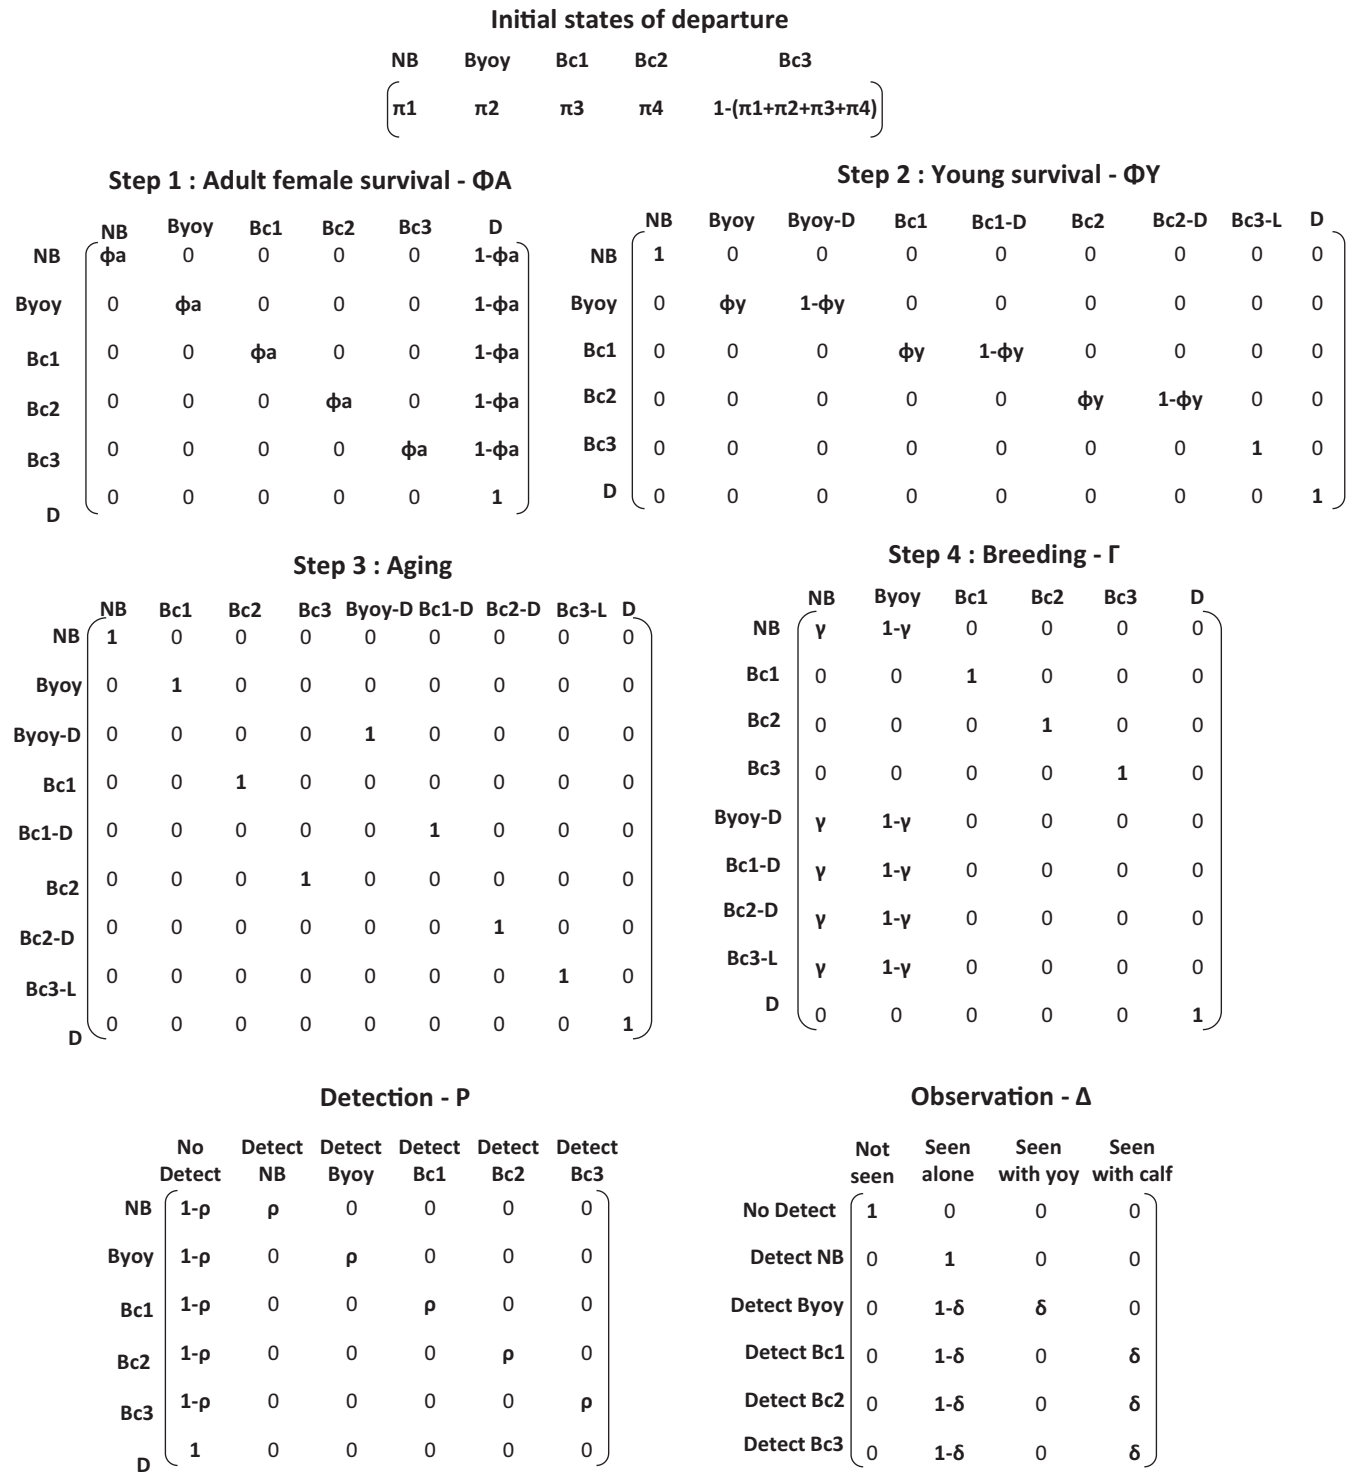 Initial states of departure
NB Byoy Bc1 Bc2 Bc3
π1 π2 π3 π4 1-(π1+π2+π3+π4)
Step 1 : Adult female survival - ΦA
NB Byoy Bc1 Bc2 Bc3 D
NB ϕa 0 0 0 0 1-ϕa
Byoy 0 ϕa 0 0 0 1-ϕa
Bc1 0 0 ϕa 0 0 1-ϕa
Bc2 0 0 0 ϕa 0 1-ϕa
Bc3 0 0 0 0 ϕa 1-ϕa
D 0 0 0 0 0 1
Step 2 : Young survival - ΦY
NB Byoy Byoy-D Bc1 Bc1-D Bc2 Bc2-D Bc3-L D
NB 1 0 0 0 0 0 0 0 0
Byoy 0 ϕy 1-ϕy 0 0 0 0 0 0
Bc1 0 0 0 ϕy 1-ϕy 0 0 0 0
Bc2 0 0 0 0 0 ϕy 1-ϕy 0 0
Bc3 0 0 0 0 0 0 0 1 0
D 0 0 0 0 0 0 0 0 1
Step 3 : Aging
NB Bc1 Bc2 Bc3 Byoy-D Bc1-D Bc2-D Bc3-L D
NB 1 0 0 0 0 0 0 0 0
Byoy 0 1 0 0 0 0 0 0 0
Byoy-D 0 0 0 0 1 0 0 0 0
Bc1 0 0 1 0 0 0 0 0 0
Bc1-D 0 0 0 0 0 1 0 0 0
Bc2 0 0 0 1 0 0 0 0 0
Bc2-D 0 0 0 0 0 0 1 0 0
Bc3-L 0 0 0 0 0 0 0 1 0
D 0 0 0 0 0 0 0 0 1
Step 4 : Breeding - Γ
NB Byoy Bc1 Bc2 Bc3 D
NB γ 1-γ 0 0 0 0
Bc1 0 0 1 0 0 0
Bc2 0 0 0 1 0 0
Bc3 0 0 0 0 1 0
Byoy-D γ 1-γ 0 0 0 0
Bc1-D γ 1-γ 0 0 0 0
Bc2-D γ 1-γ 0 0 0 0
Bc3-L γ 1-γ 0 0 0 0
D 0 0 0 0 0 1
Detection - P
No Detect Detect Detect Detect Detect
Detect NB Byoy Bc1 Bc2 Bc3
NB 1-ρ ρ 0 0 0 0
Byoy 1-ρ 0 ρ 0 0 0
Bc1 1-ρ 0 0 ρ 0 0
Bc2 1-ρ 0 0 0 ρ 0
Bc3 1-ρ 0 0 0 0 ρ
D 1 0 0 0 0 0
Observation - Δ
Not Seen Seen Seen
seen alone with yoy with calf
No Detect 1 0 0 0
Detect NB 0 1 0 0
Detect Byoy 0 1-δ δ 0
Detect Bc1 0 1-δ 0 δ
Detect Bc2 0 1-δ 0 δ
Detect Bc3 0 1-δ 0 δ